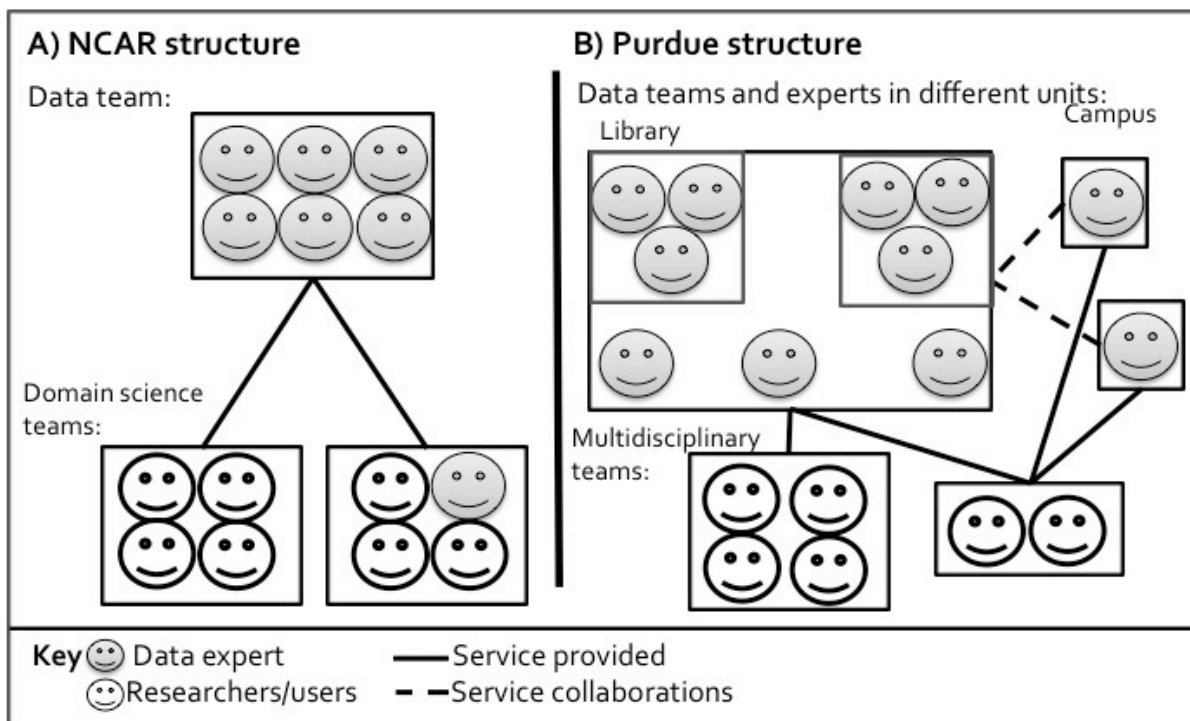 A) NCAR structure
Data team:
Domain science
teams:
B) Purdue structure
Data teams and experts in different units:
Library
Campus
Multidisciplinary
teams:
Key Data expert
Service provided
Researchers/users
Service collaborations